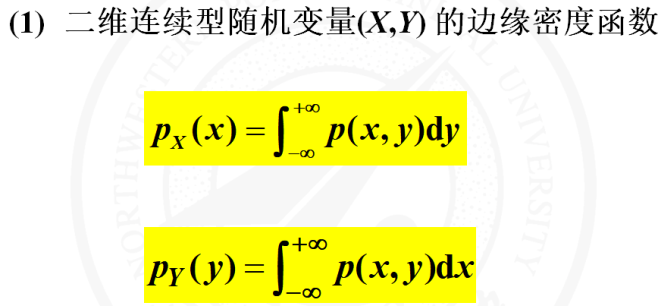 (1) 二维连续型随机变量(X,Y) 的边缘密度函数
p_X(x) = ∫_{-∞}^{+∞} p(x, y)dy
p_Y(y) = ∫_{-∞}^{+∞} p(x, y)dx